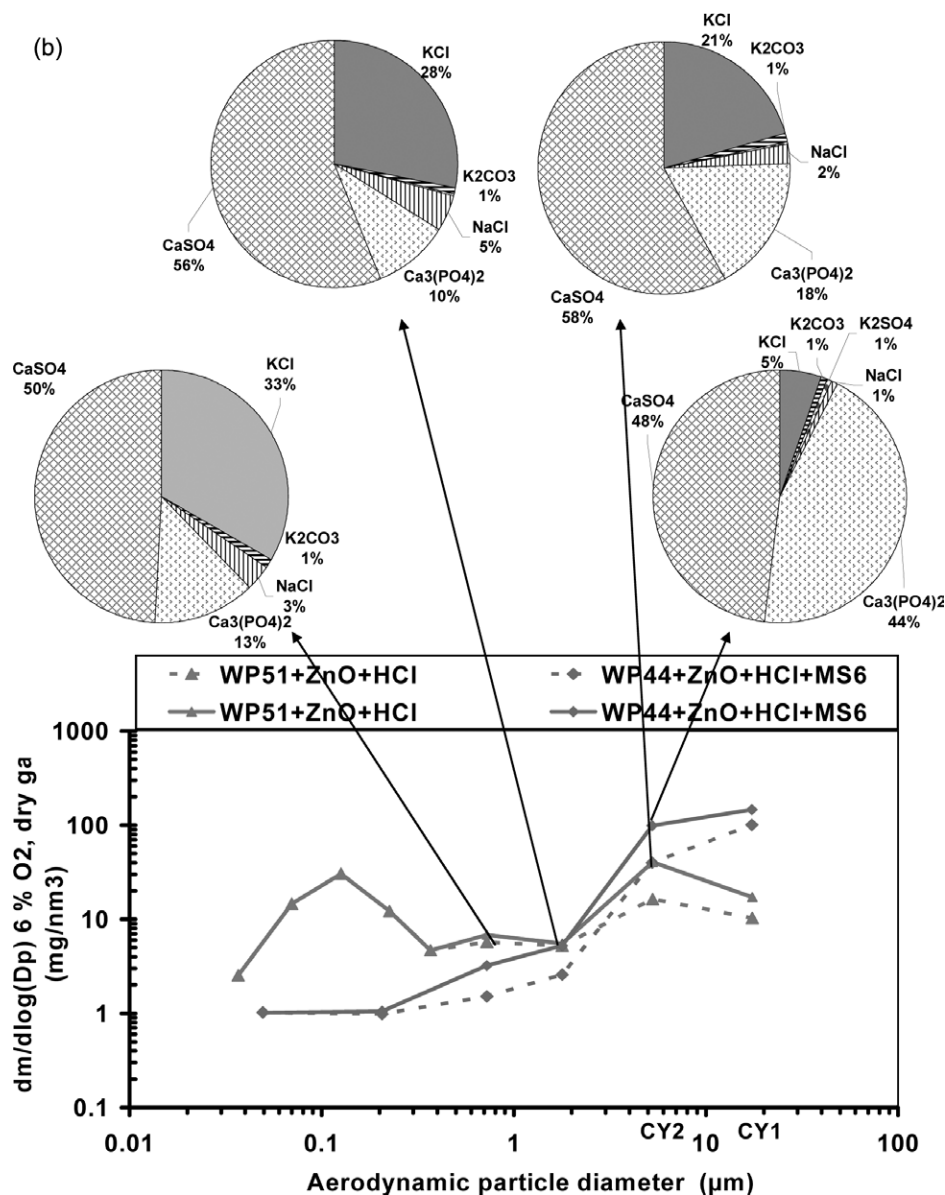 (b)
KCl
28%
K2CO3
1%
NaCl
5%
Ca3(PO4)2
10%
CaSO4
56%
KCl
21%
K2CO3
1%
NaCl
2%
Ca3(PO4)2
18%
CaSO4
58%
CaSO4
50%
KCl
33%
K2CO3
1%
NaCl
3%
Ca3(PO4)2
13%
KCl
5%
K2CO3
1%
K2SO4
1%
NaCl
1%
CaSO4
48%
Ca3(PO4)2
44%
WP51+ZnO+HCl
WP44+ZnO+HCl+MS6
WP51+ZnO+HCl
WP44+ZnO+HCl+MS6
dm/dlog(Dp) 6 % O2, dry ga
(mg/nm3)
1000
100
10
1
0.1
0.01
0.1
1
10
100
CY2
CY1
Aerodynamic particle diameter (µm)